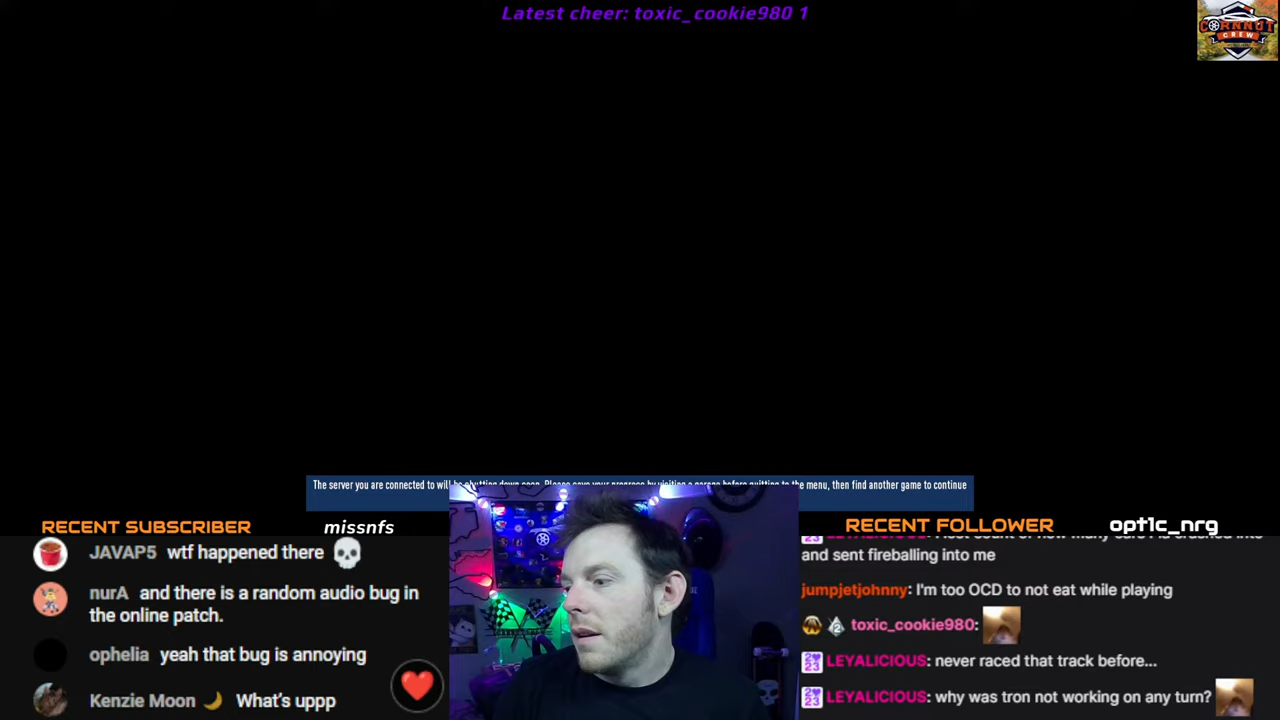 Latest cheer: toxic_cookie980 1
CORNNUT
CREW
The server you are connected to will be shutting down soon. Please save your progress by visiting a garage before quitting to the menu, then find another game to continue
RECENT SUBSCRIBER missnfs
JAVAP5 wtf happened there
nurA and there is a random audio bug in
the online patch.
ophelia yeah that bug is annoying
Kenzie Moon What's uppp
RECENT FOLLOWER opt1c_nrg
and sent fireballing into me
jumpjetjohnny: I'm too OCD to not eat while playing
toxic_cookie980:
LEYALICIOUS: never raced that track before...
LEYALICIOUS: why was tron not working on any turn?